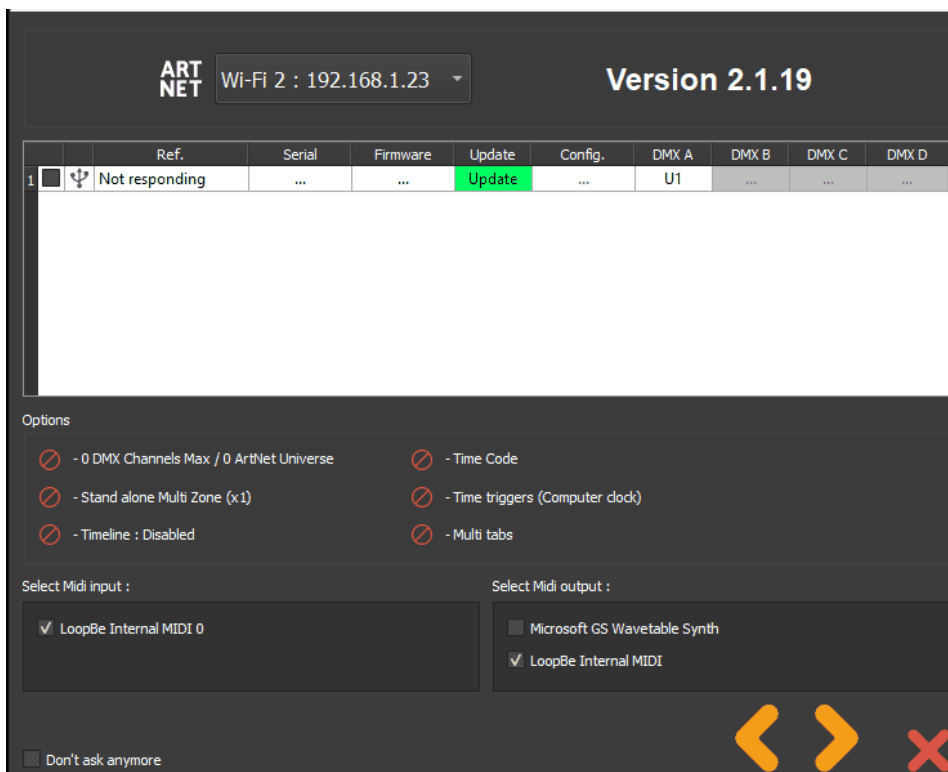 ART
NET
Wi-Fi 2 : 192.168.1.23
Version 2.1.19
Ref. Serial Firmware Update Config. DMX A DMX B DMX C DMX D
1 Not responding ... ... Update ... U1 ... ... ...
Options
- 0 DMX Channels Max / 0 ArtNet Universe
- Time Code
- Stand alone Multi Zone (x1)
- Time triggers (Computer clock)
- Timeline : Disabled
- Multi tabs
Select Midi input :
Select Midi output :
LoopBe Internal MIDI 0
Microsoft GS Wavetable Synth
LoopBe Internal MIDI
Don't ask anymore